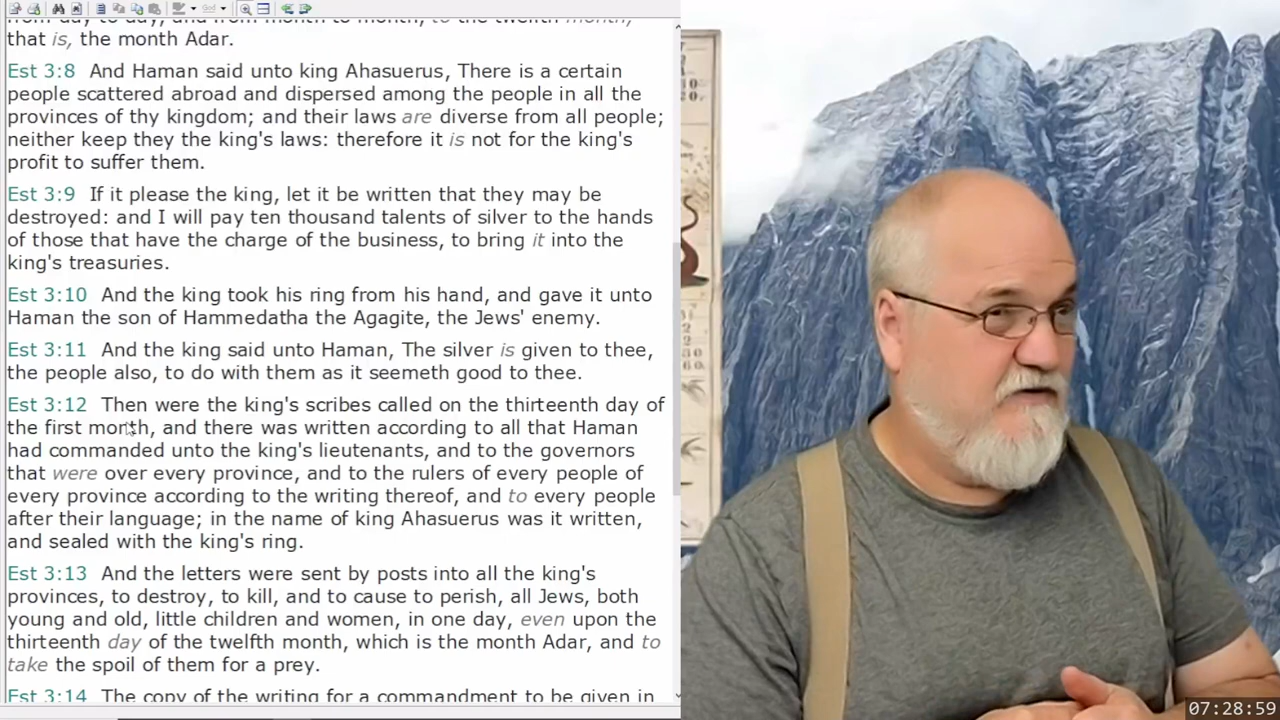 from day to day, and from month to month, to the twelfth month,
that is, the month Adar.
Est 3:8 And Haman said unto king Ahasuerus, There is a certain
people scattered abroad and dispersed among the people in all the
provinces of thy kingdom; and their laws are diverse from all people;
neither keep they the king's laws: therefore it is not for the king's
profit to suffer them.
Est 3:9 If it please the king, let it be written that they may be
destroyed: and I will pay ten thousand talents of silver to the hands
of those that have the charge of the business, to bring it into the
king's treasuries.
Est 3:10 And the king took his ring from his hand, and gave it unto
Haman the son of Hammedatha the Agagite, the Jews' enemy.
Est 3:11 And the king said unto Haman, The silver is given to thee,
the people also, to do with them as it seemeth good to thee.
Est 3:12 Then were the king's scribes called on the thirteenth day of
the first month, and there was written according to all that Haman
had commanded unto the king's lieutenants, and to the governors
that were over every province, and to the rulers of every people of
every province according to the writing thereof, and to every people
after their language; in the name of king Ahasuerus was it written,
and sealed with the king's ring.
Est 3:13 And the letters were sent by posts into all the king's
provinces, to destroy, to kill, and to cause to perish, all Jews, both
young and old, little children and women, in one day, even upon the
thirteenth day of the twelfth month, which is the month Adar, and to
take the spoil of them for a prey.
Est 3:14 The copy of the writing for a commandment to be given in
07:28:59